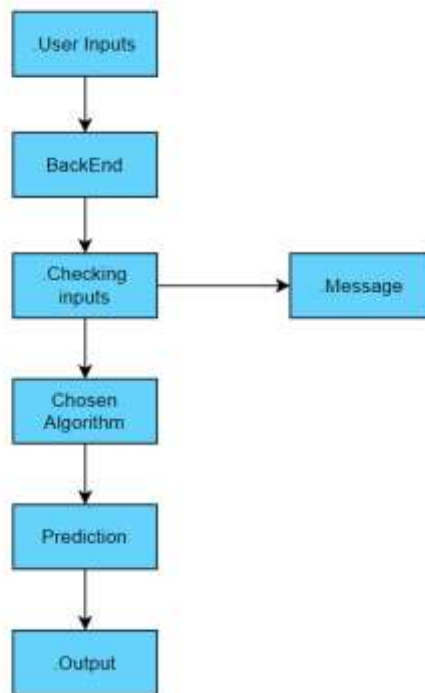 .User Inputs
BackEnd
.Checking
inputs
.Message
Chosen
Algorithm
Prediction
.Output